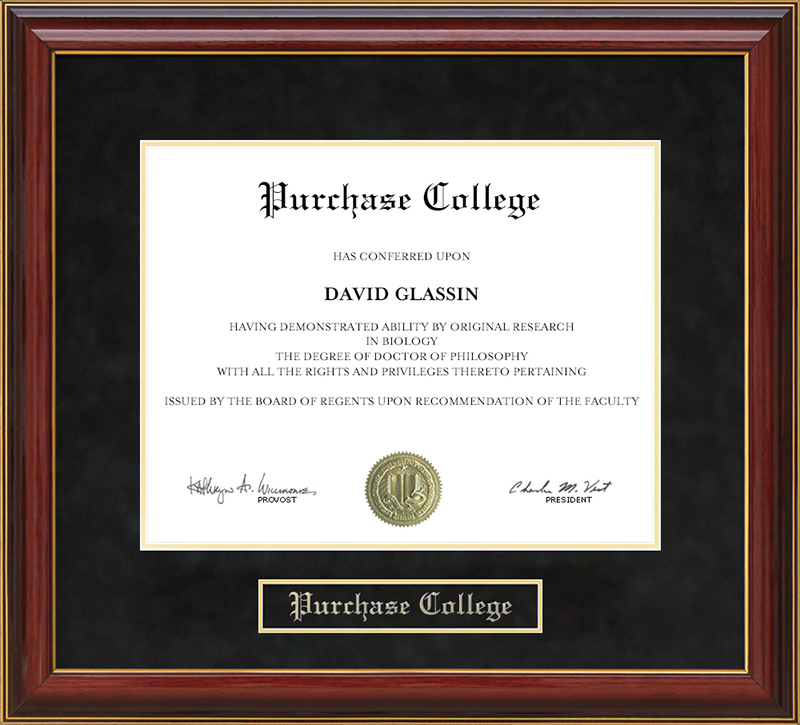 Purchase College
HAS CONFERRED UPON
DAVID GLASSIN
HAVING DEMONSTRATED ABILITY BY ORIGINAL RESEARCH
IN BIOLOGY
THE DEGREE OF DOCTOR OF PHILOSOPHY
WITH ALL THE RIGHTS AND PRIVILEGES THERETO PERTAINING
ISSUED BY THE BOARD OF REGENTS UPON RECOMMENDATION OF THE FACULTY
Charles M. Vest
PROVOST
PRESIDENT
Purchase College